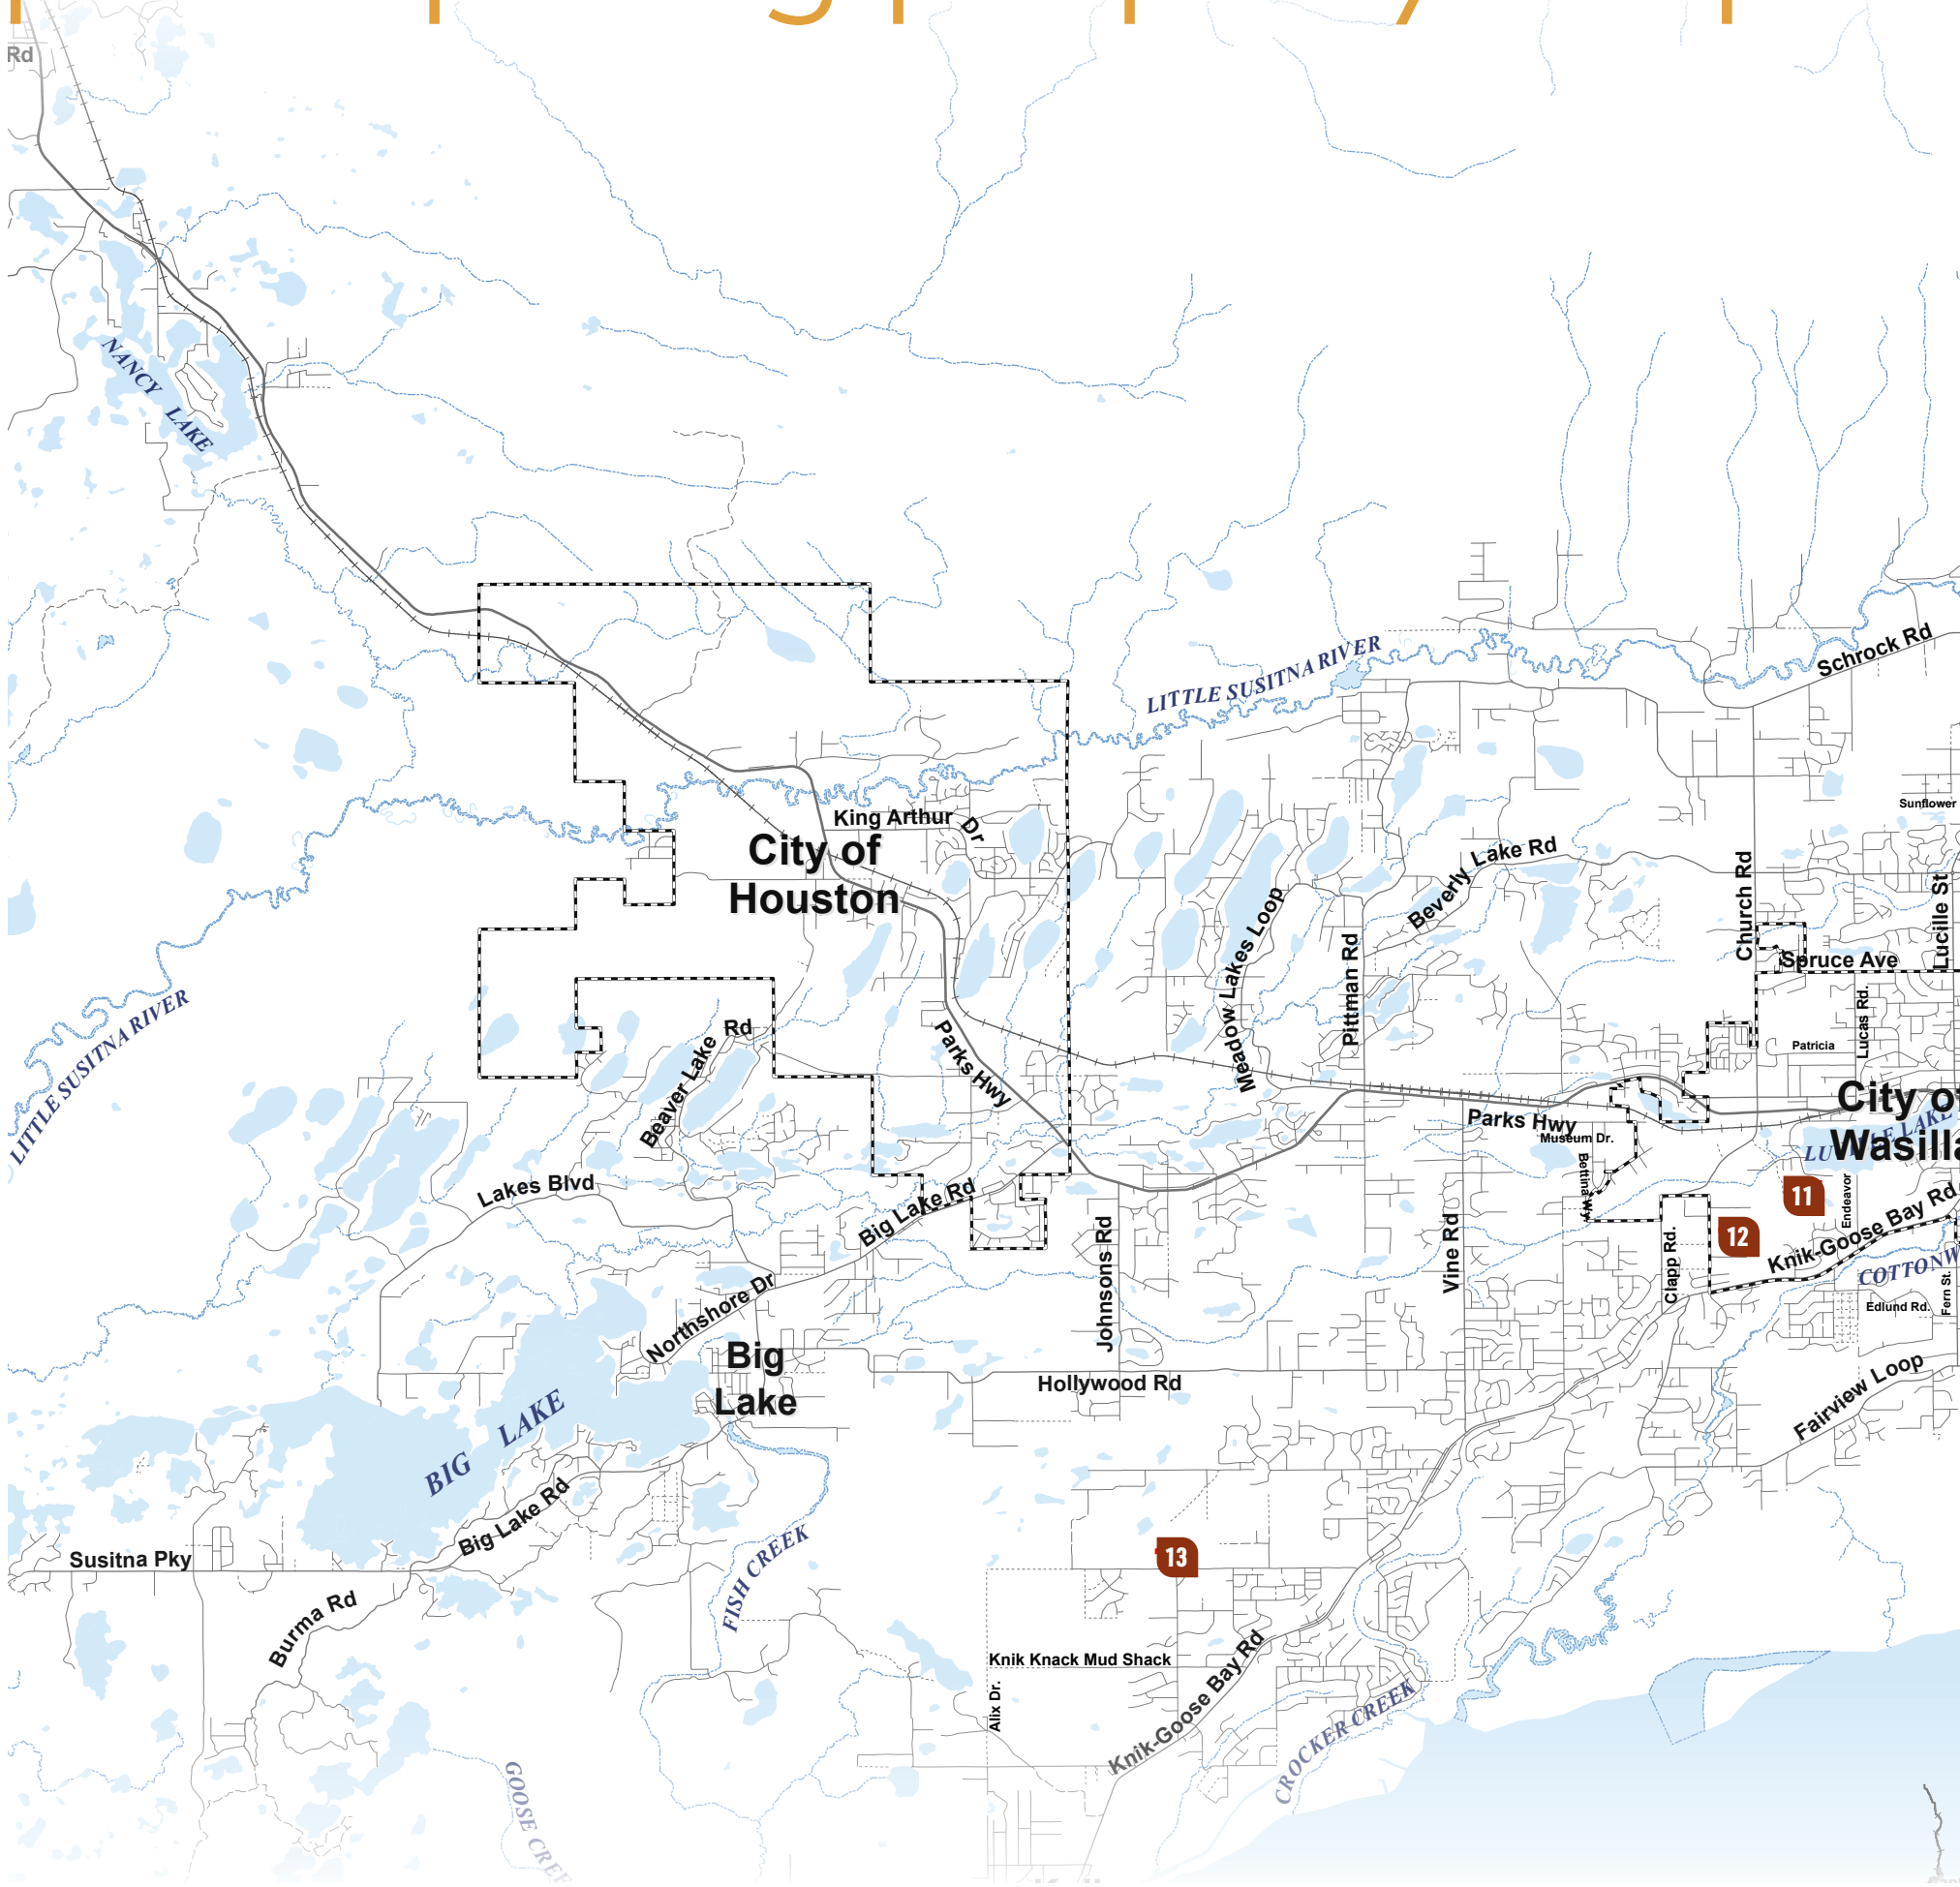 Rd
NANCY LAKE
Schrock Rd
LITTLE SUSITNA RIVER
Sunflower
King Arthur Dr
City of
Houston
Beverly Lake Rd
Church Rd
Lucille St
Meadow Lakes Loop
Pittman Rd
Spruce Ave
LITTLE SUSITNA RIVER
Lucas Rd.
Beaver Lake Rd
Parks Hwy
Patricia
City of
Wasilla
Parks Hwy
Museum Dr.
Bettina Wy
Lakes Blvd
Big Lake Rd
11
Endeavor
12
Knik-Goose Bay Rd
Johnsons Rd
Vine Rd
Clapp Rd.
COTTONW
Fern St.
Edlund Rd.
Northshore Dr
Big
Lake
Hollywood Rd
Fairview Loop
BIG LAKE
Big Lake Rd
Susitna Pky
FISH CREEK
13
Burma Rd
Knik Knack Mud Shack
Alix Dr.
Knik-Goose Bay Rd
CROCKER CREEK
GOOSE CREE